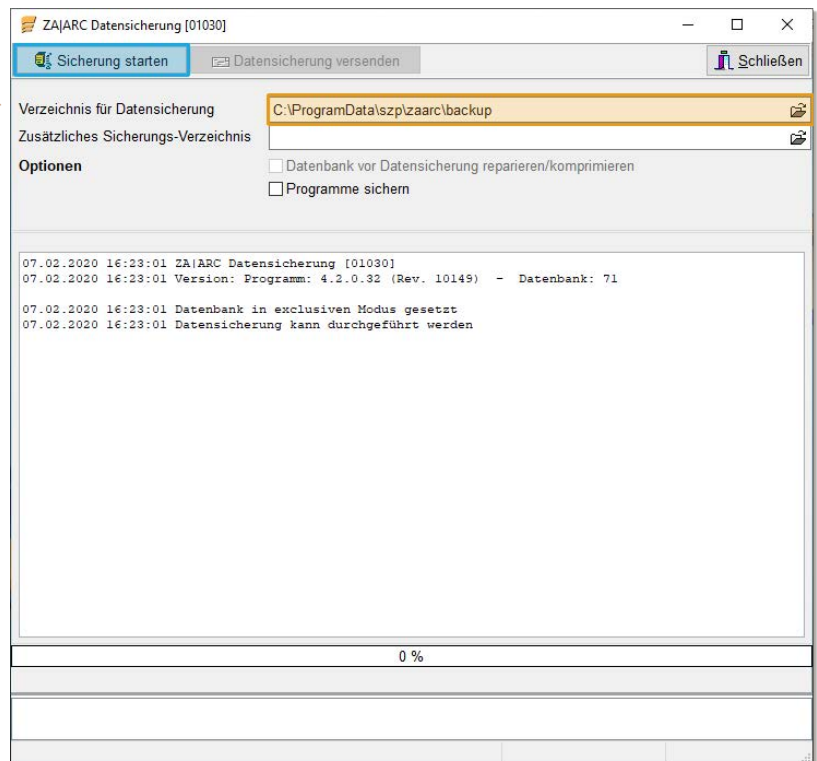 ZA|ARC Datensicherung [01030]
Sicherung starten Datensicherung versenden Schließen
Verzeichnis für Datensicherung C:\ProgramData\szp\zaarc\backup
Zusätzliches Sicherungs-Verzeichnis
Optionen Datenbank vor Datensicherung reparieren/komprimieren
Programme sichern
07.02.2020 16:23:01 ZA|ARC Datensicherung [01030]
07.02.2020 16:23:01 Version: Programm: 4.2.0.32 (Rev. 10149) - Datenbank: 71
07.02.2020 16:23:01 Datenbank in exclusiven Modus gesetzt
07.02.2020 16:23:01 Datensicherung kann durchgeführt werden
0 %